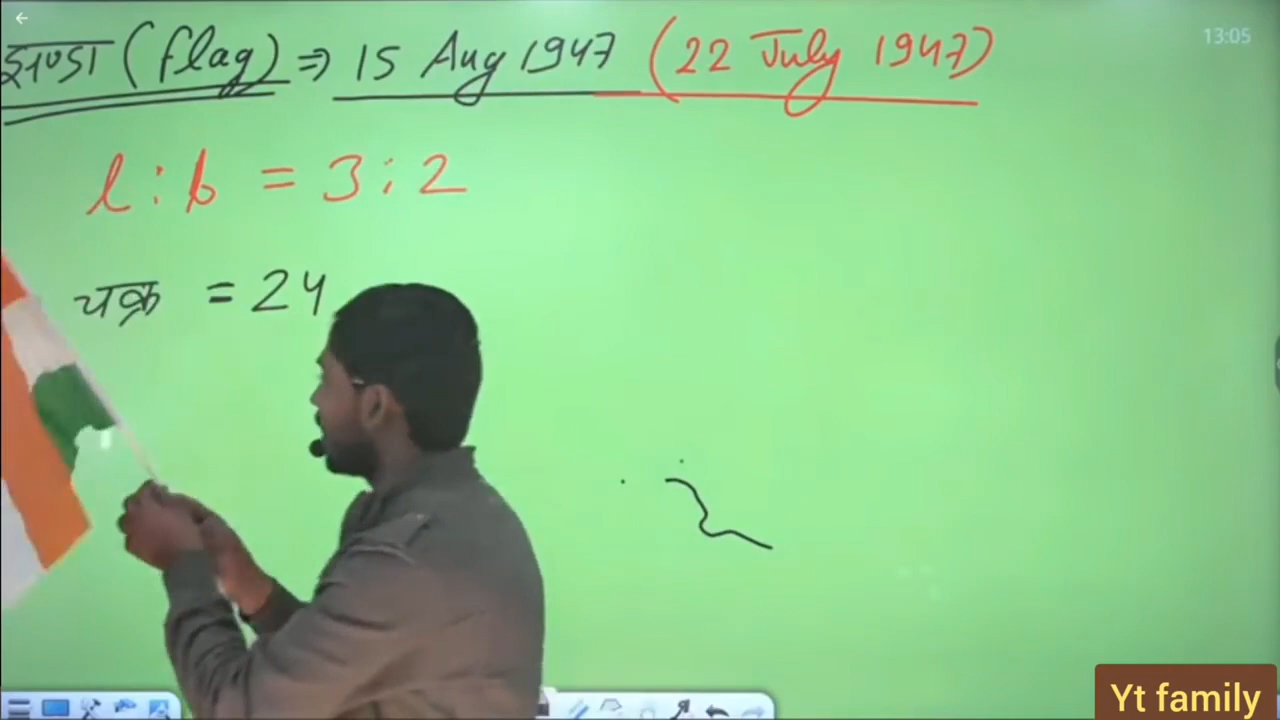 13:05
झण्डा (flag) ⇒ 15 Aug 1947 (22 July 1947)
l : b = 3 : 2
चक्र = 24
Yt family